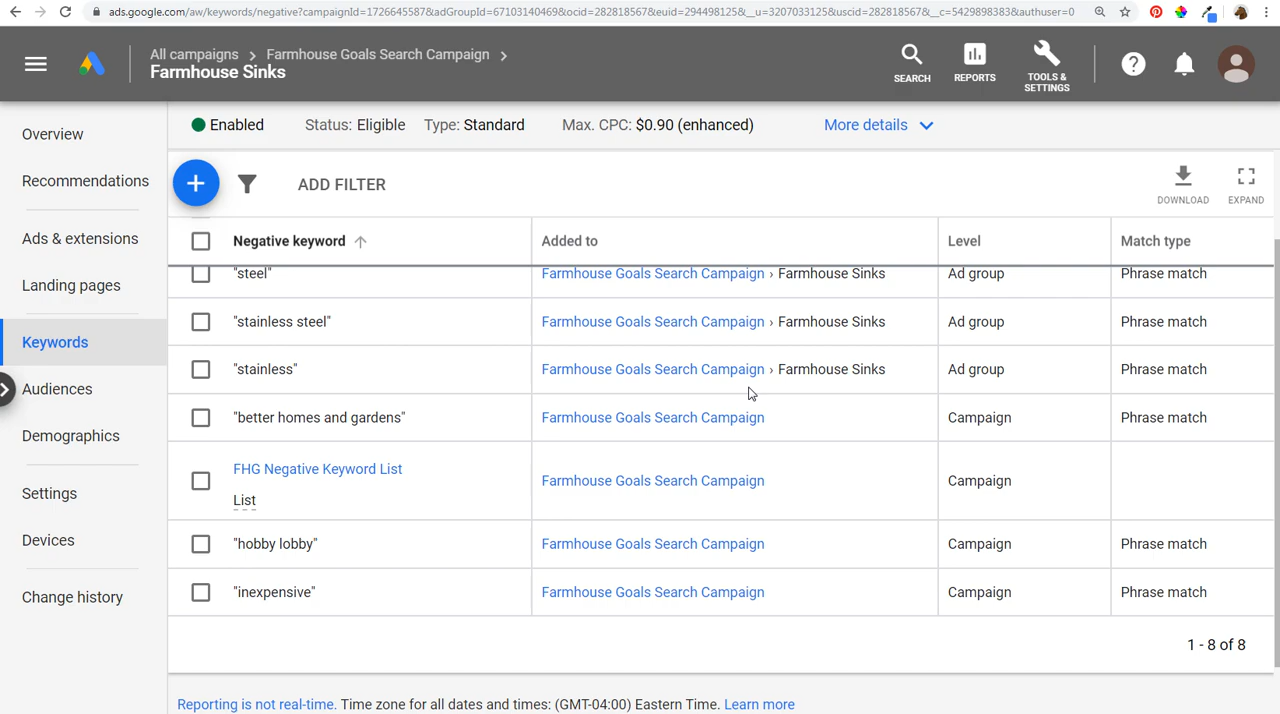 ads.google.com/aw/keywords/negative?campaignId=1726645587&adGroupId=67103140469&ocid=282818567&euid=294498125&__u=3207033125&uscid=282818567&__c=5429898383&authuser=0
All campaigns > Farmhouse Goals Search Campaign >
Farmhouse Sinks
SEARCH
REPORTS
TOOLS &
SETTINGS
Overview
Recommendations
Ads & extensions
Landing pages
Keywords
Audiences
Demographics
Settings
Devices
Change history
Enabled Status: Eligible Type: Standard Max. CPC: $0.90 (enhanced) More details
ADD FILTER
DOWNLOAD
EXPAND
Negative keyword Added to Level Match type
"steel" Farmhouse Goals Search Campaign › Farmhouse Sinks Ad group Phrase match
"stainless steel" Farmhouse Goals Search Campaign › Farmhouse Sinks Ad group Phrase match
"stainless" Farmhouse Goals Search Campaign › Farmhouse Sinks Ad group Phrase match
"better homes and gardens" Farmhouse Goals Search Campaign Campaign Phrase match
FHG Negative Keyword List
List
Farmhouse Goals Search Campaign Campaign
"hobby lobby" Farmhouse Goals Search Campaign Campaign Phrase match
"inexpensive" Farmhouse Goals Search Campaign Campaign Phrase match
1 - 8 of 8
Reporting is not real-time. Time zone for all dates and times: (GMT-04:00) Eastern Time. Learn more